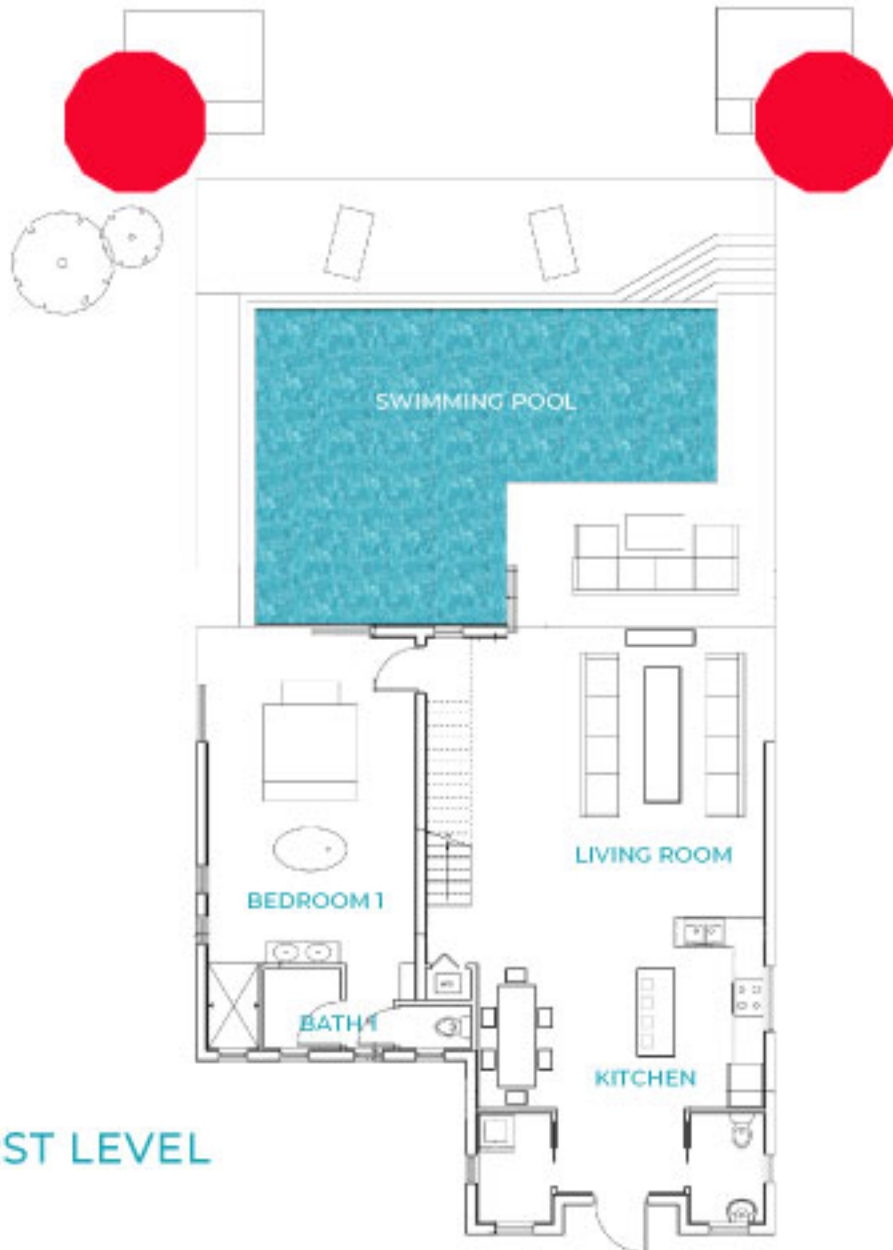 SWIMMING POOL
LIVING ROOM
BEDROOM 1
BATH 1
KITCHEN
ST LEVEL